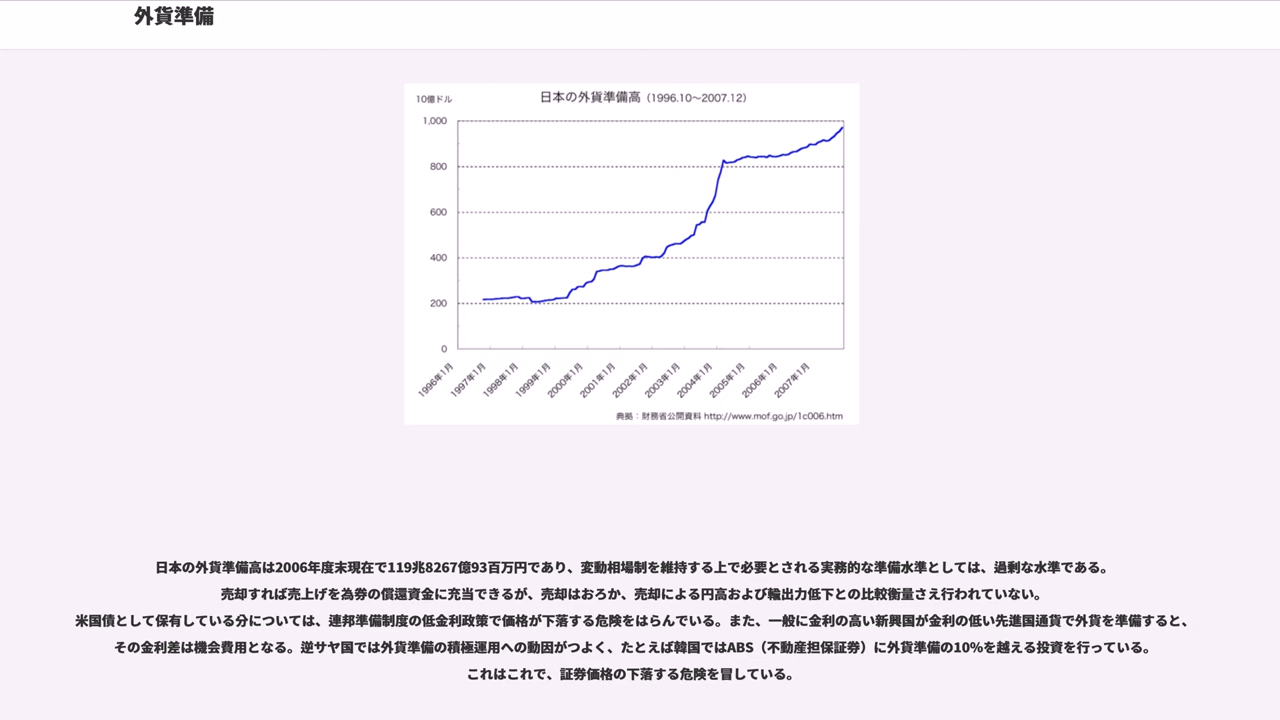 外貨準備
10億ドル
日本の外貨準備高（1996.10～2007.12）
1,000
800
600
400
200
0
1996年1月
1997年1月
1998年1月
1999年1月
2000年1月
2001年1月
2002年1月
2003年1月
2004年1月
2005年1月
2006年1月
2007年1月
典拠：財務省公開資料 http://www.mof.go.jp/1c006.htm
日本の外貨準備高は2006年度末現在で119兆8267億93百万円であり、変動相場制を維持する上で必要とされる実務的な準備水準としては、過剰な水準である。
売却すれば売上げを為券の償還資金に充当できるが、売却はおろか、売却による円高および輸出力低下との比較衡量さえ行われていない。
米国債として保有している分については、連邦準備制度の低金利政策で価格が下落する危険をはらんでいる。また、一般に金利の高い新興国が金利の低い先進国通貨で外貨を準備すると、
その金利差は機会費用となる。逆サヤ国では外貨準備の積極運用への動因がつよく、たとえば韓国ではABS（不動産担保証券）に外貨準備の10%を越える投資を行っている。
これはこれで、証券価格の下落する危険を冒している。